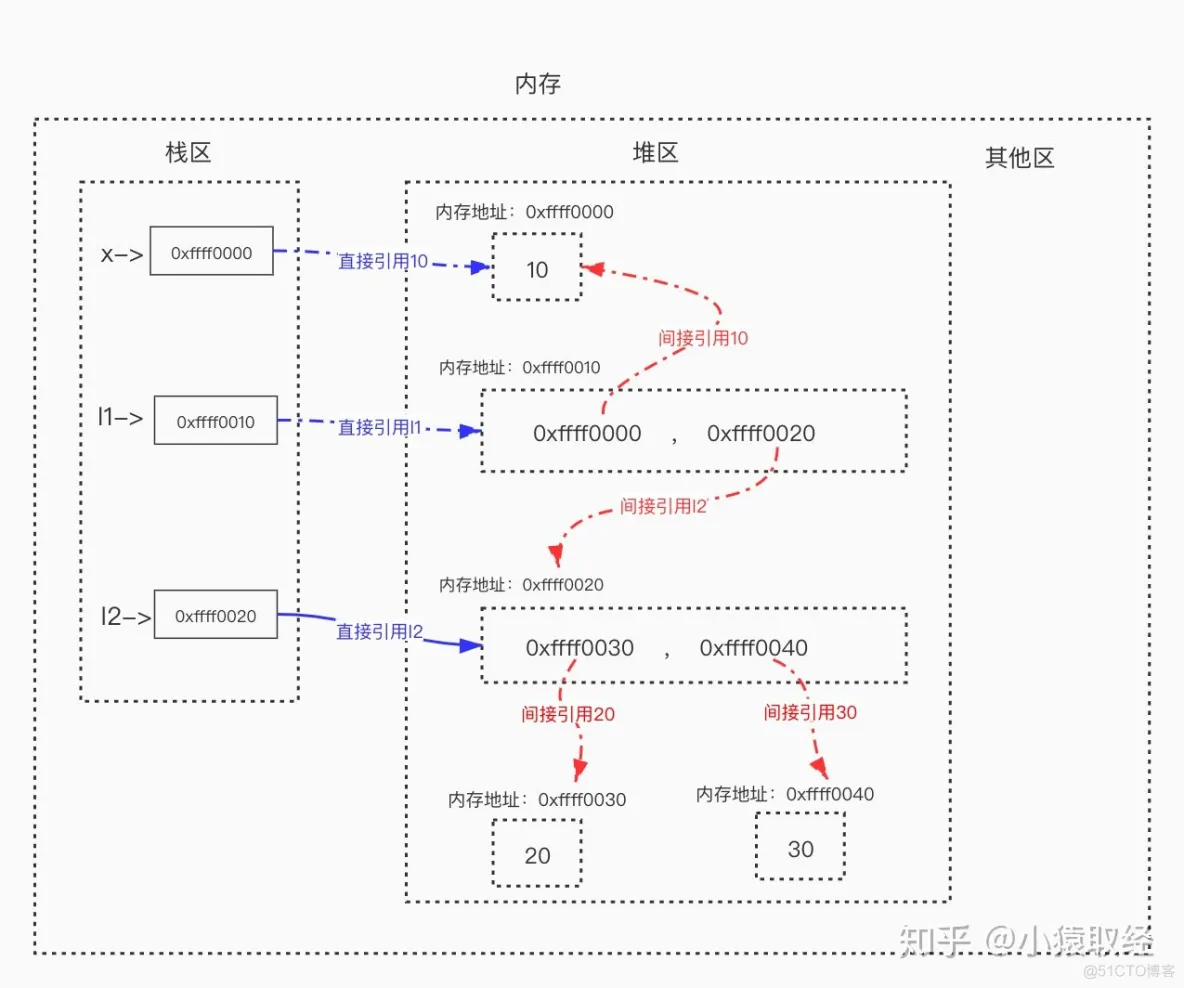 内存
栈区
堆区
其他区
内存地址：0xffff0000
x—>
0xffff0000
直接引用10
10
间接引用10
内存地址：0xffff0010
l1—>
0xffff0010
直接引用l1
0xffff0000 ， 0xffff0020
间接引用l2
内存地址：0xffff0020
l2—>
0xffff0020
直接引用l2
0xffff0030 ， 0xffff0040
间接引用20
间接引用30
内存地址：0xffff0030
内存地址：0xffff0040
20
30
知乎 @小猿取经
@51CTO博客